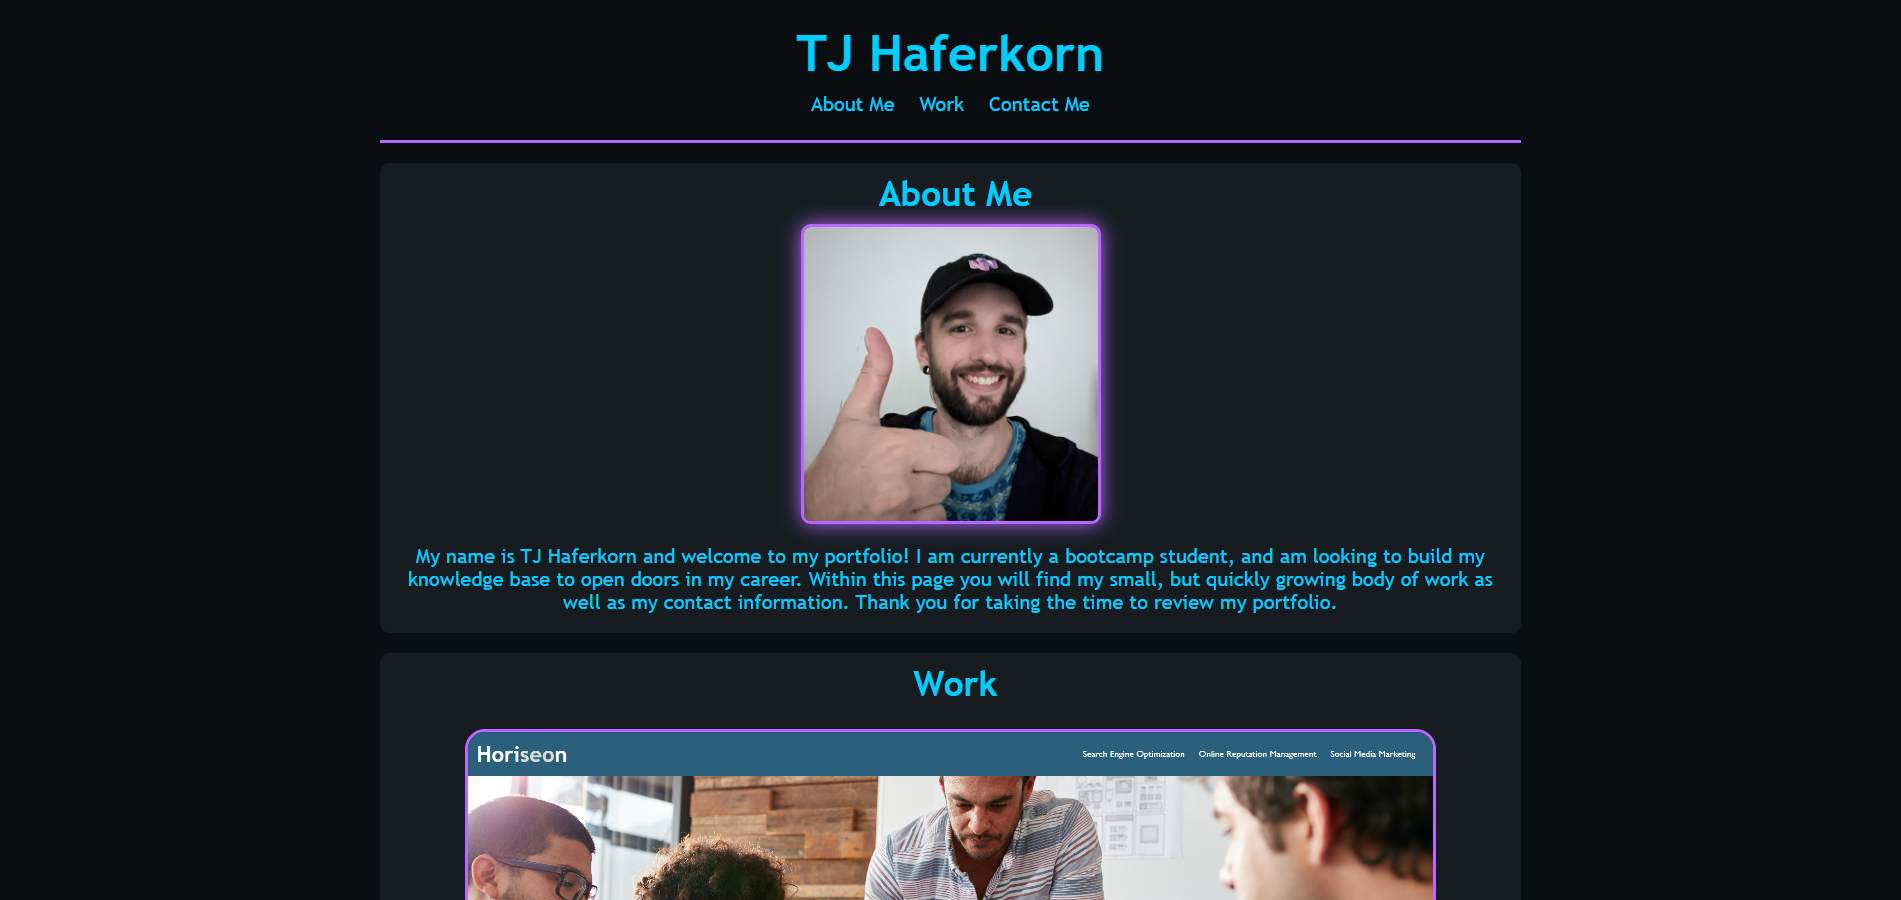 TJ Haferkorn
About Me Work Contact Me
About Me
My name is TJ Haferkorn and welcome to my portfolio! I am currently a bootcamp student, and am looking to build my
knowledge base to open doors in my career. Within this page you will find my small, but quickly growing body of work as
well as my contact information. Thank you for taking the time to review my portfolio.
Work
Horiseon Search Engine Optimization Online Reputation Management Social Media Marketing